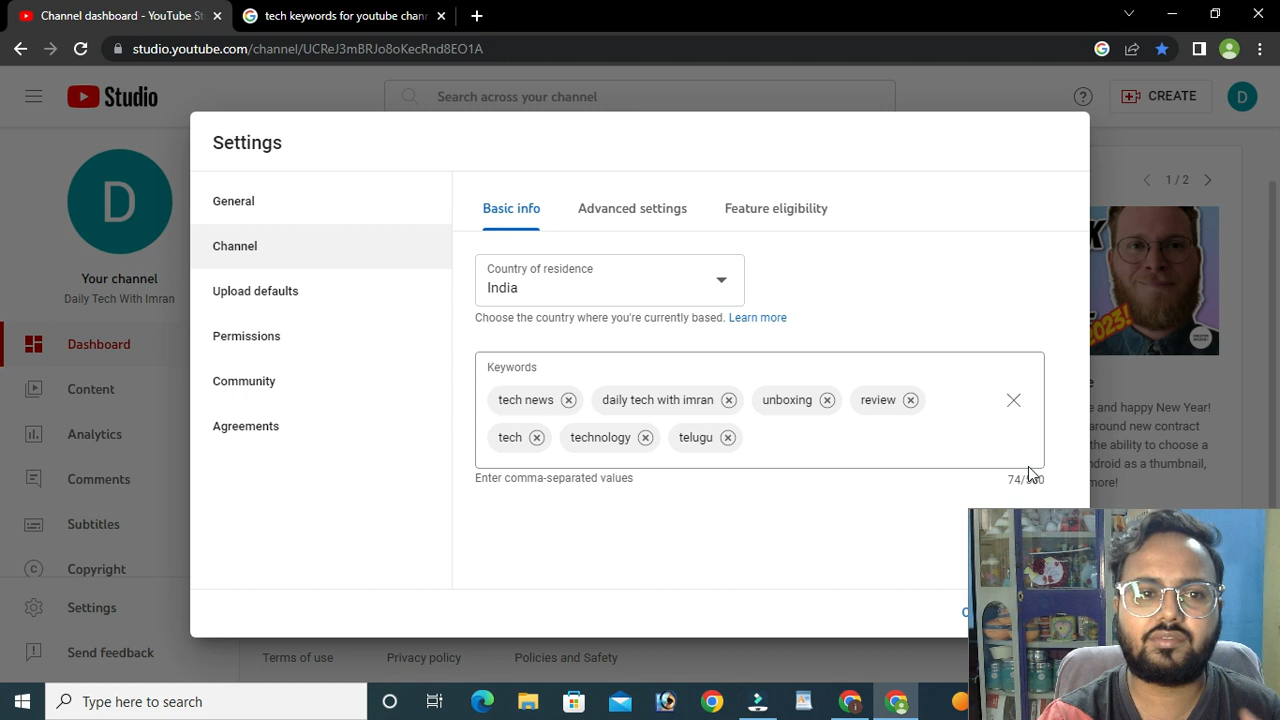 Channel dashboard - YouTube St
tech keywords for youtube chan
studio.youtube.com/channel/UCReJ3mBRJo8oKecRnd8EO1A
Studio
Search across your channel
CREATE
D
Settings
General
Channel
Upload defaults
Permissions
Community
Agreements
Basic info
Advanced settings
Feature eligibility
Country of residence
India
Choose the country where you're currently based. Learn more
Keywords
tech news
daily tech with imran
unboxing
review
tech
technology
telugu
Enter comma-separated values
D
Your channel
Daily Tech With Imran
Dashboard
Content
Analytics
Comments
Subtitles
Copyright
Settings
Send feedback
1 / 2
2023!
e
and happy New Year!
around new contract
the ability to choose a
ndroid as a thumbnail,
more!
Terms of use
Privacy policy
Policies and Safety
Type here to search